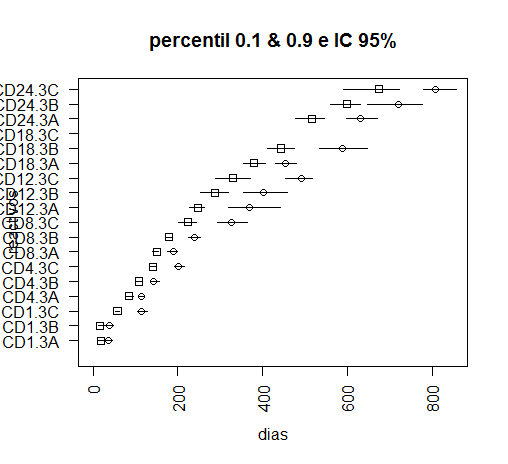 percentil 0.1 & 0.9 e IC 95%
CD24.3C
CD24.3B
CD24.3A
CD18.3C
CD18.3B
CD18.3A
CD12.3C
CD12.3B
CD12.3A
CD8.3C
CD8.3B
CD8.3A
CD4.3C
CD4.3B
CD4.3A
CD1.3C
CD1.3B
CD1.3A
0 200 400 600 800
dias